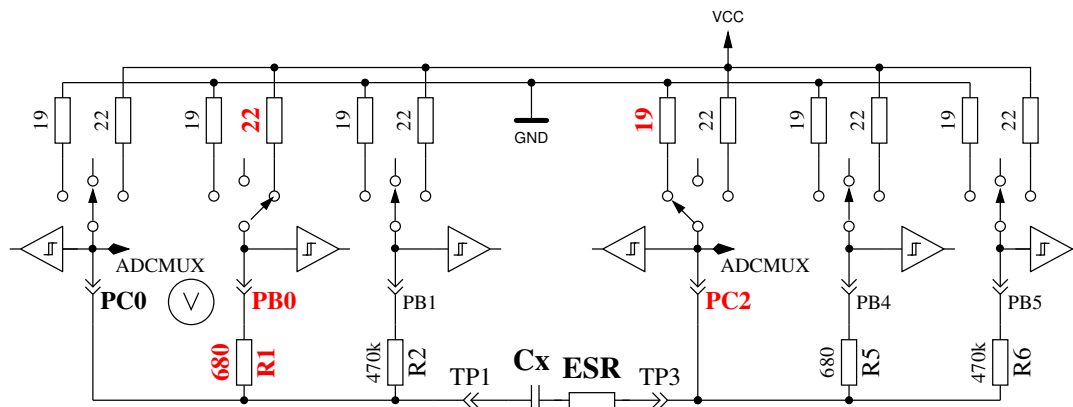 VCC
19
22
19
22
19
22
GND
19
22
19
22
19
22
ADCMUX
ADCMUX
PC0
V
PB0
PB1
PC2
PB4
PB5
680
R1
470k
R2
TP1
Cx
ESR
TP3
680
R5
470k
R6